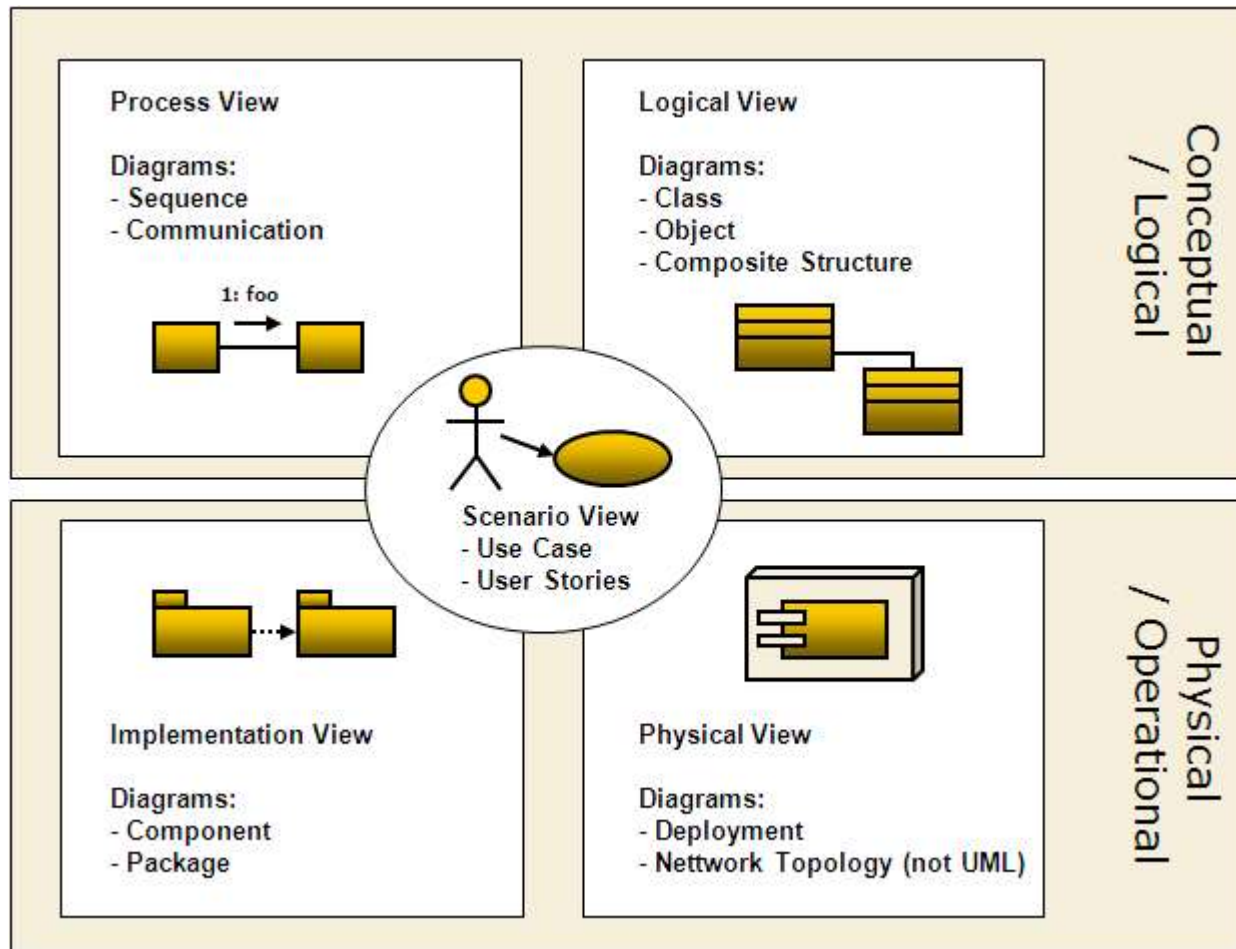 Process View
Diagrams:
- Sequence
- Communication
1: foo
Logical View
Diagrams:
- Class
- Object
- Composite Structure
Conceptual
/ Logical
Scenario View
- Use Case
- User Stories
Implementation View
Diagrams:
- Component
- Package
Physical View
Diagrams:
- Deployment
- Nettwork Topology (not UML)
Physical
/ Operational